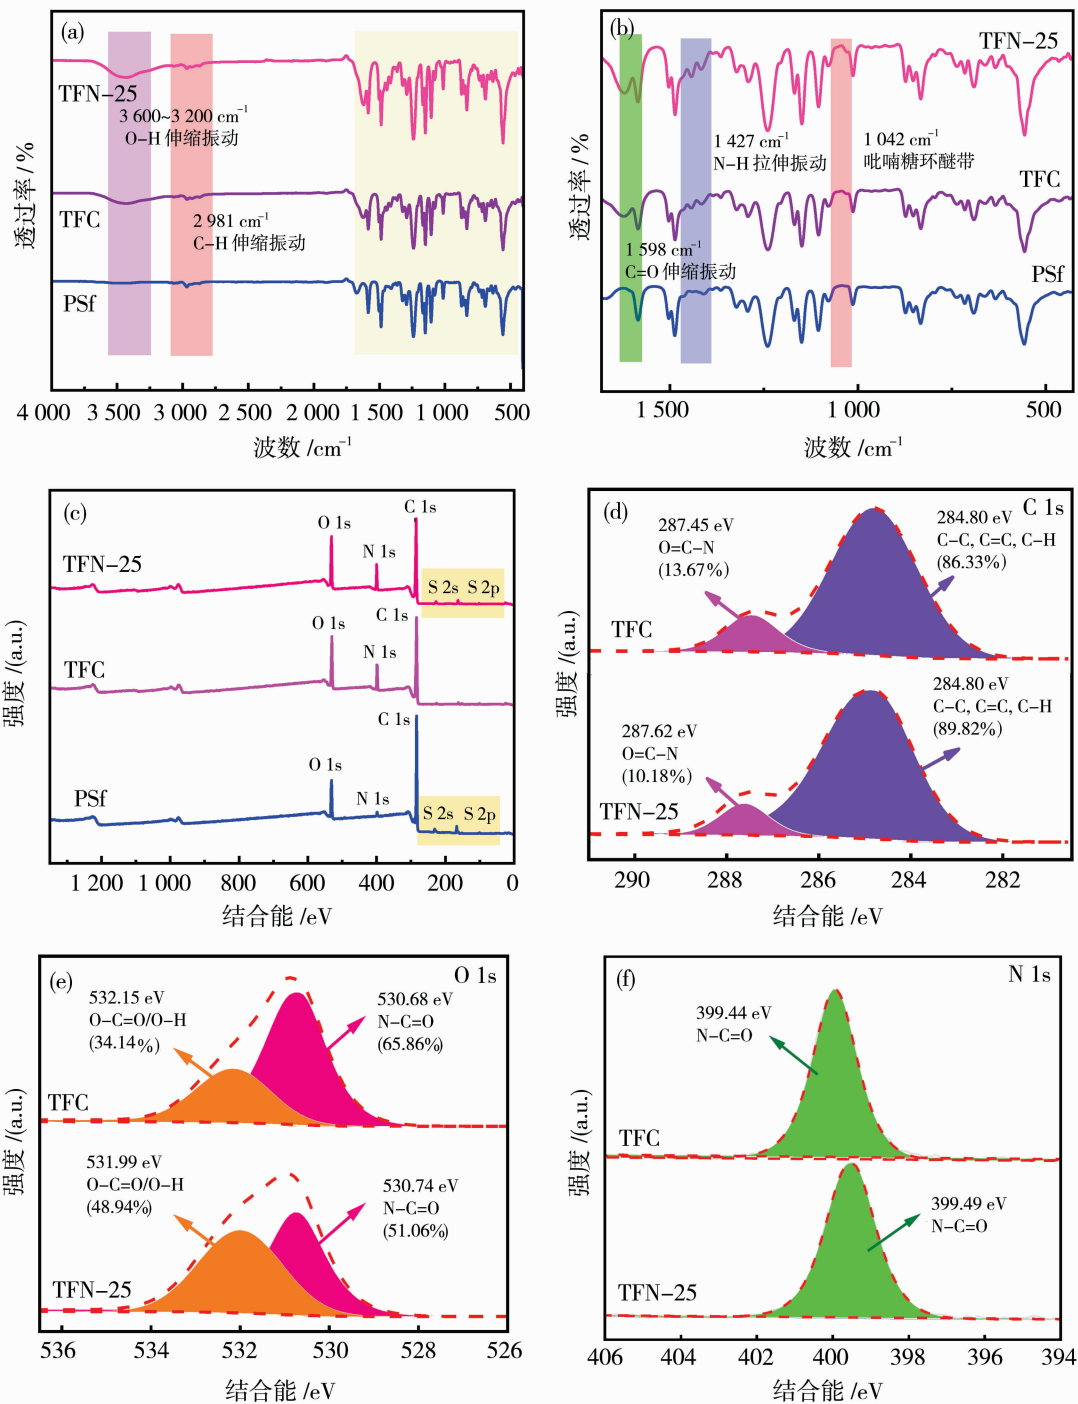 (a)
TFN-25
3 600~3 200 cm⁻¹
O-H 伸缩振动
TFC
2 981 cm⁻¹
C-H 伸缩振动
PSf
透过率 / %
4 000 3 500 3 000 2 500 2 000 1 500 1 000 500
波数 /cm⁻¹
(b)
TFN-25
1 427 cm⁻¹
N-H 拉伸振动
1 042 cm⁻¹
吡喃糖环醚带
TFC
1 598 cm⁻¹
C=O 伸缩振动
PSf
透过率 / %
1 500 1 000 500
波数 /cm⁻¹
(c)
C 1s
O 1s
N 1s
TFN-25
S 2s S 2p
C 1s
O 1s
N 1s
TFC
C 1s
O 1s
N 1s
PSf
S 2s S 2p
强度 /(a.u.)
1 200 1 000 800 600 400 200 0
结合能 /eV
(d)
C 1s
287.45 eV
O=C-N
(13.67%)
284.80 eV
C-C, C=C, C-H
(86.33%)
TFC
287.62 eV
O=C-N
(10.18%)
284.80 eV
C-C, C=C, C-H
(89.82%)
TFN-25
强度 /(a.u.)
290 288 286 284 282
结合能 /eV
(e)
O 1s
532.15 eV
O-C=O/O-H
(34.14%)
530.68 eV
N-C=O
(65.86%)
TFC
531.99 eV
O-C=O/O-H
(48.94%)
530.74 eV
N-C=O
(51.06%)
TFN-25
强度 /(a.u.)
536 534 532 530 528 526
结合能 /eV
(f)
N 1s
399.44 eV
N-C=O
TFC
399.49 eV
N-C=O
TFN-25
强度 /(a.u.)
406 404 402 400 398 396 394
结合能 /eV